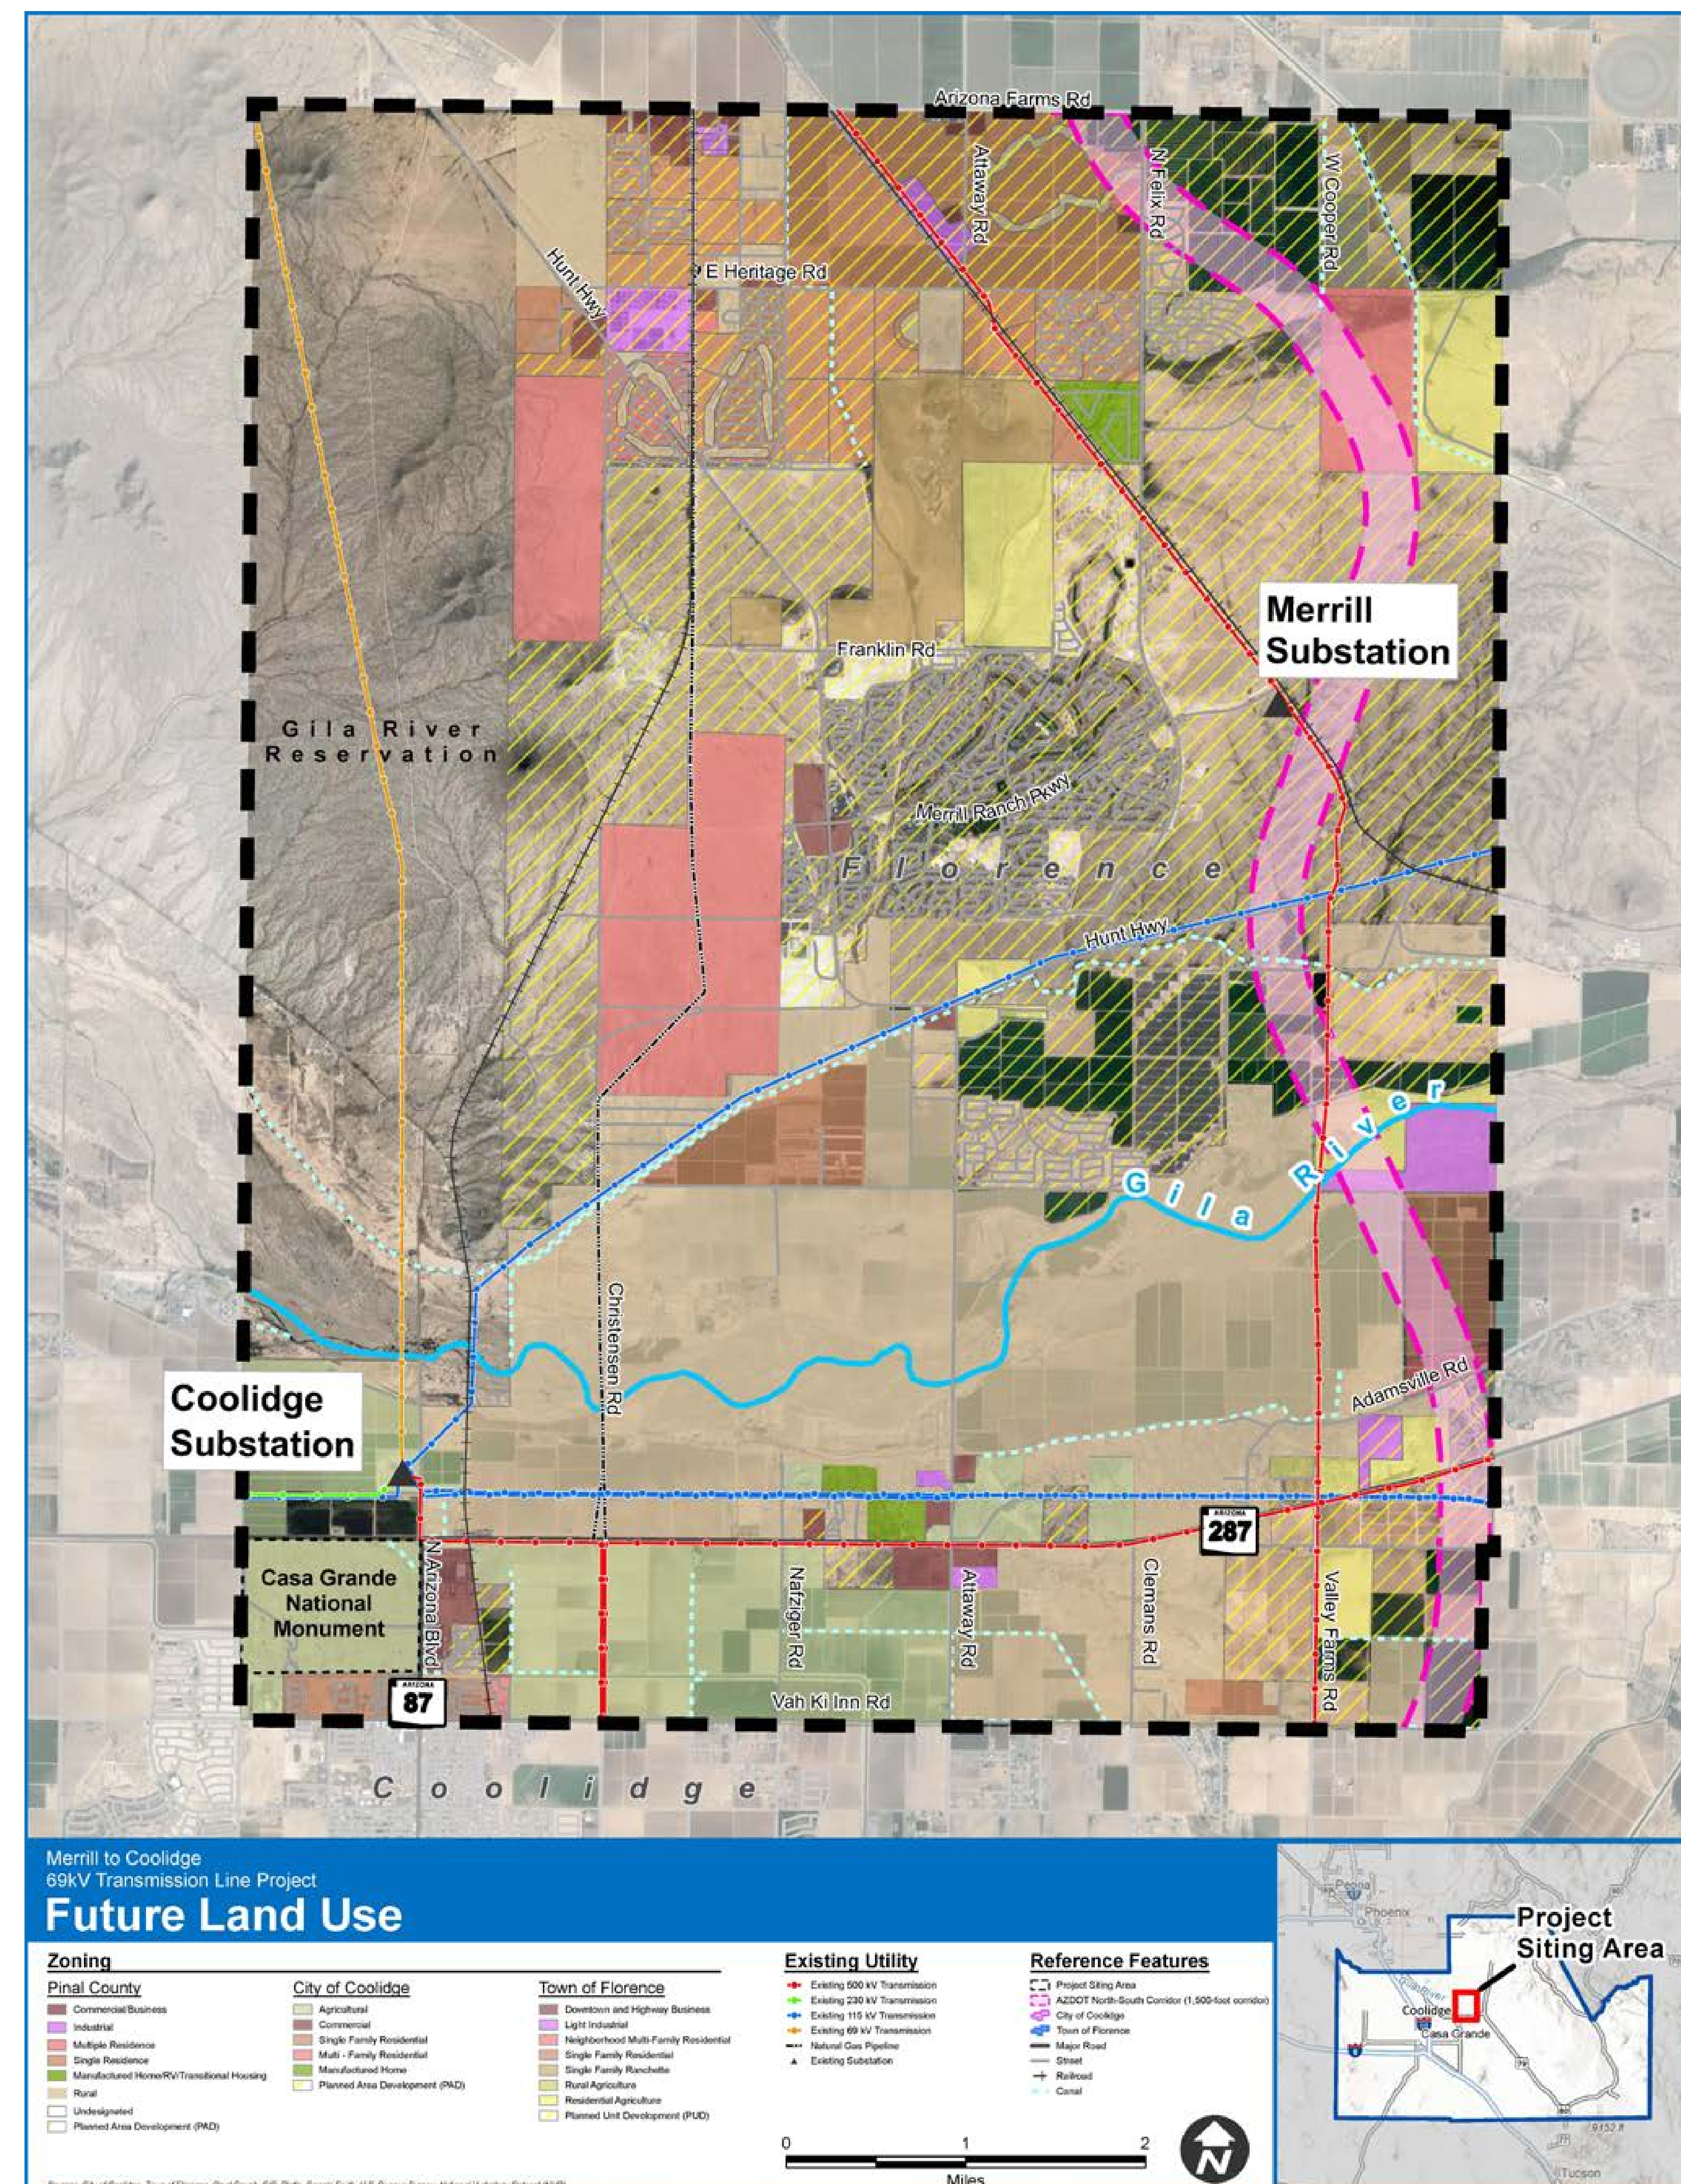 Arizona Farms Rd
Attaway Rd
N Felix Rd
W Cooper Rd
Hunt Hwy
E Heritage Rd
Merrill
Substation
Franklin Rd
Gila River
Reservation
Merrill Ranch Pkwy
Florence
Hunt Hwy
Gila River
Christensen Rd
Adamsville Rd
Coolidge
Substation
ARIZONA
287
Casa Grande
National
Monument
N Arizona Blvd
Nafziger Rd
Attaway Rd
Clemans Rd
Valley Farms Rd
ARIZONA
87
Vah Ki Inn Rd
Coolidge
Merrill to Coolidge
69kV Transmission Line Project
Future Land Use
Zoning
Pinal County
Commercial/Business
Industrial
Multiple Residence
Single Residence
Manufactured Home/RV/Transitional Housing
Rural
Undesignated
Planned Area Development (PAD)
City of Coolidge
Agricultural
Commercial
Single Family Residential
Multi - Family Residential
Manufactured Home
Planned Area Development (PAD)
Town of Florence
Downtown and Highway Business
Light Industrial
Neighborhood Multi-Family Residential
Single Family Residential
Single Family Ranchette
Rural Agriculture
Residential Agriculture
Planned Unit Development (PUD)
Existing Utility
Existing 500 kV Transmission
Existing 230 kV Transmission
Existing 115 kV Transmission
Existing 69 kV Transmission
Natural Gas Pipeline
Existing Substation
Reference Features
Project Siting Area
AZDOT North-South Corridor (1,500-foot corridor)
City of Coolidge
Town of Florence
Major Road
Street
Railroad
Canal
0 1 2
Miles
N
Peoria
Phoenix
Project
Siting Area
Gila River
Coolidge
Casa Grande
79
8
9152 ft
Tucson